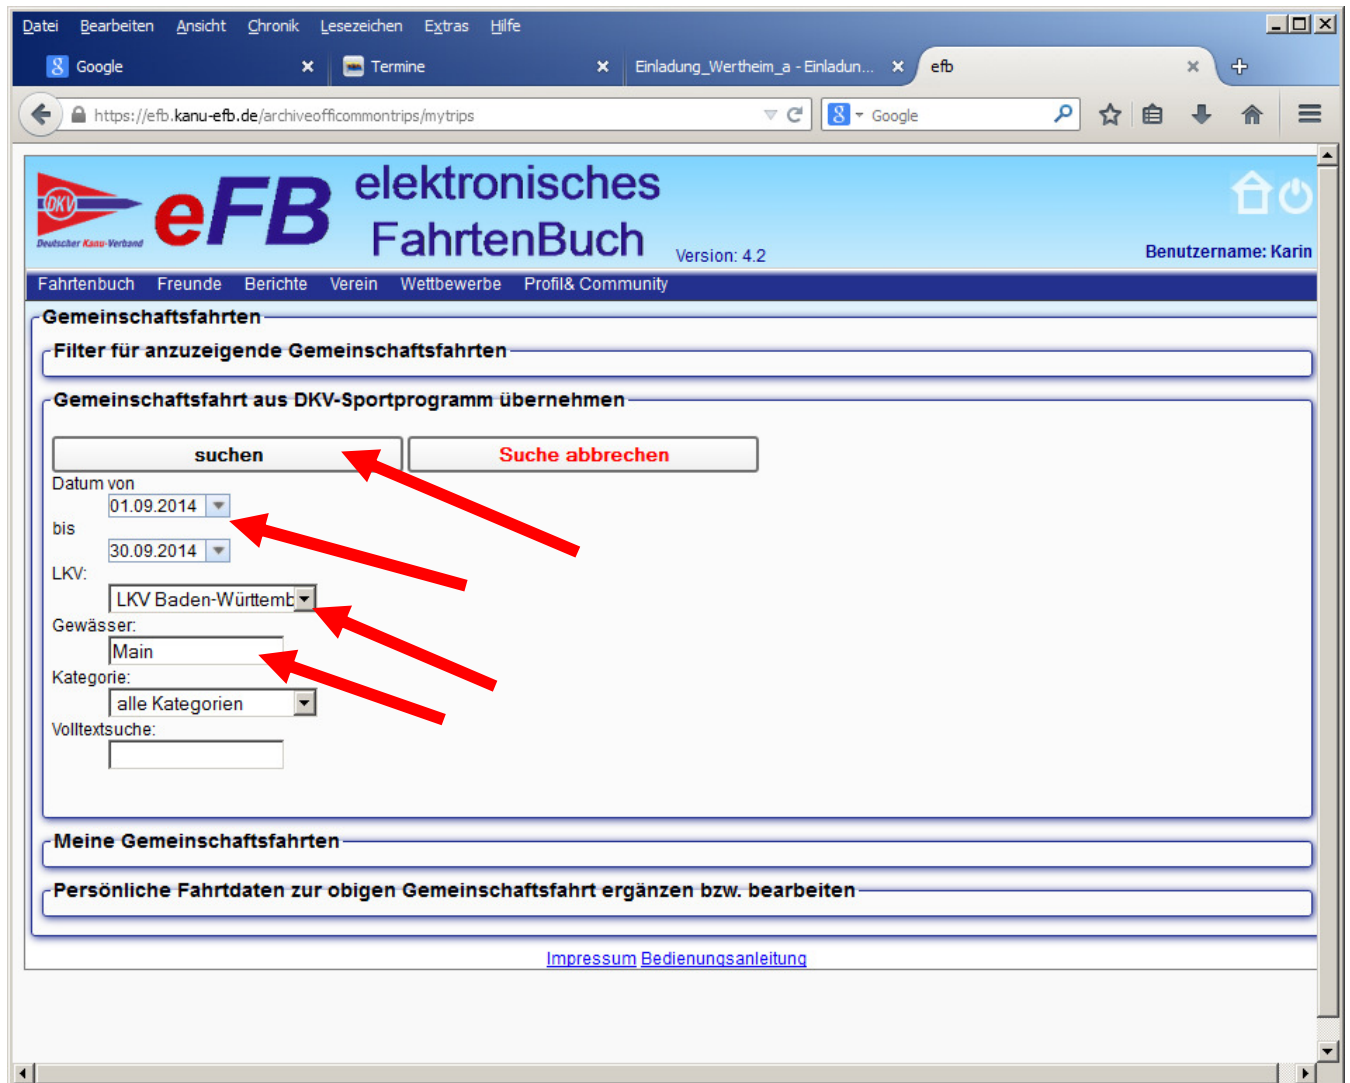 Datei Bearbeiten Ansicht Chronik Lesezeichen Extras Hilfe
Google Termine Einladung_Wertheim_a - Einladun... efb
https://efb.kanu-efb.de/archiveofficommontrips/mytrips Google
DKV
Deutscher Kanu-Verband
eFB elektronisches
FahrtenBuch Version: 4.2
Benutzername: Karin
Fahrtenbuch Freunde Berichte Verein Wettbewerbe Profil& Community
Gemeinschaftsfahrten
Filter für anzuzeigende Gemeinschaftsfahrten
Gemeinschaftsfahrt aus DKV-Sportprogramm übernehmen
suchen Suche abbrechen
Datum von
01.09.2014
bis
30.09.2014
LKV:
LKV Baden-Württemb
Gewässer:
Main
Kategorie:
alle Kategorien
Volltextsuche:
Meine Gemeinschaftsfahrten
Persönliche Fahrtdaten zur obigen Gemeinschaftsfahrt ergänzen bzw. bearbeiten
Impressum Bedienungsanleitung